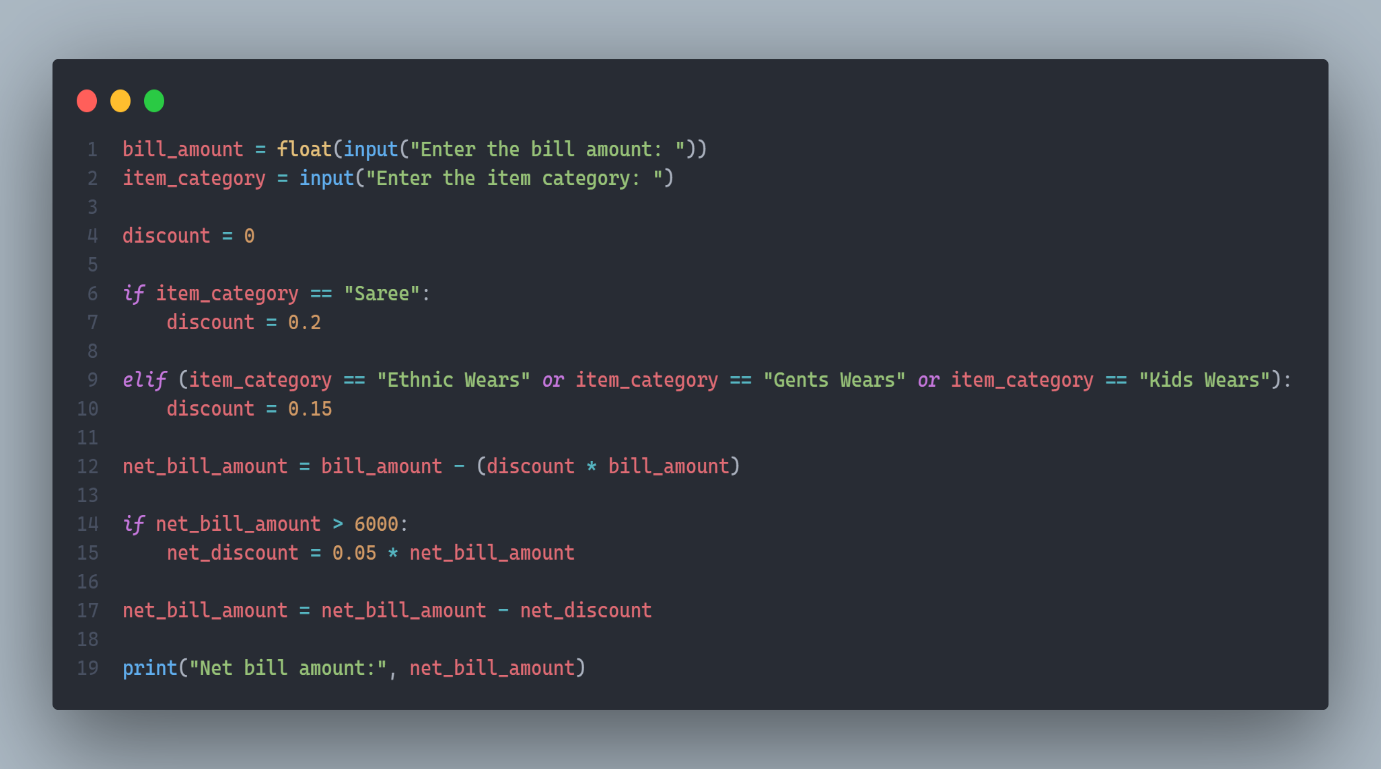 1 bill_amount = float(input("Enter the bill amount: "))
2 item_category = input("Enter the item category: ")
3
4 discount = 0
5
6 if item_category == "Saree":
7     discount = 0.2
8
9 elif (item_category == "Ethnic Wears" or item_category == "Gents Wears" or item_category == "Kids Wears"):
10     discount = 0.15
11
12 net_bill_amount = bill_amount - (discount * bill_amount)
13
14 if net_bill_amount > 6000:
15     net_discount = 0.05 * net_bill_amount
16
17 net_bill_amount = net_bill_amount - net_discount
18
19 print("Net bill amount:", net_bill_amount)